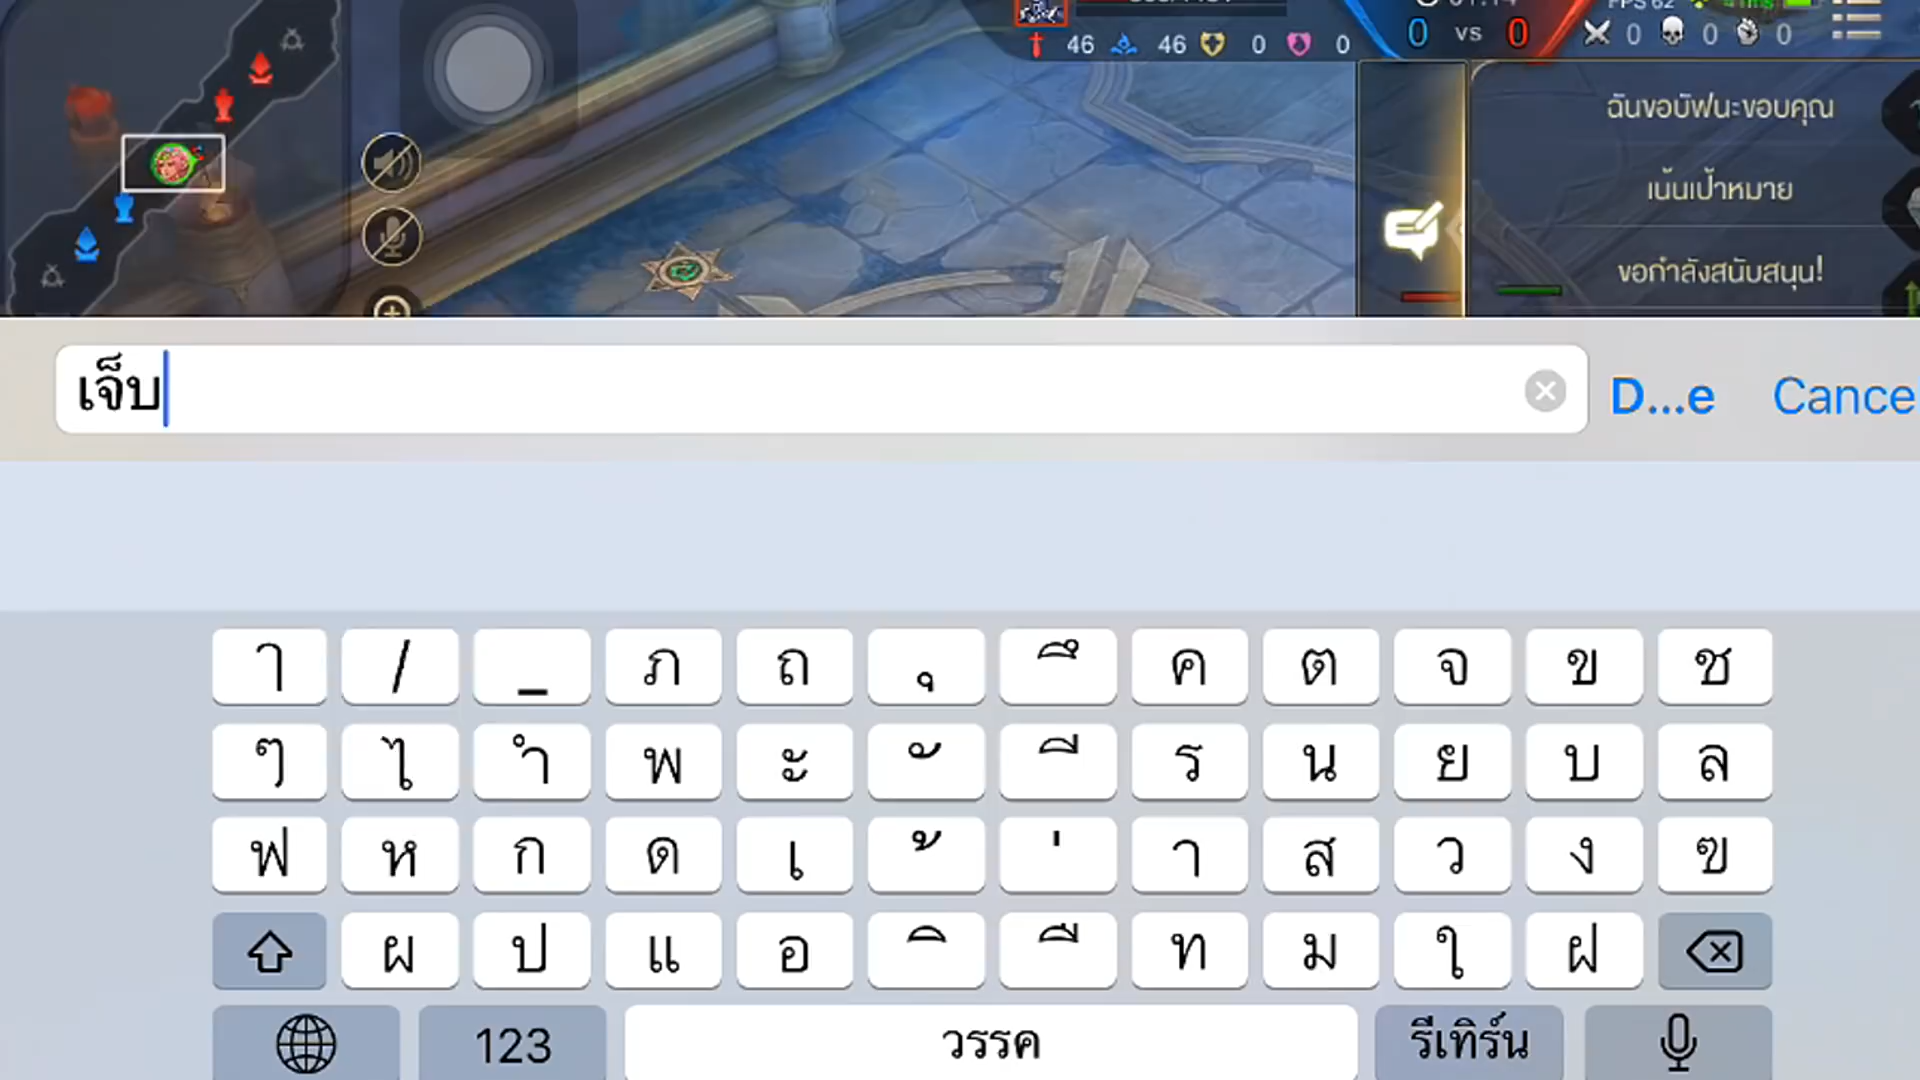 46 46 0 0
0 vs 0
0 0 0
ฉันขอบัฟนะขอบคุณ
เน้นเป้าหมาย
ขอกำลังสนับสนุน!
เจ็บ
D...e Cance
ๅ / _ ภ ถ ุ ึ ค ต จ ข ช
ๆ ไ ำ พ ะ ั ี ร น ย บ ล
ฟ ห ก ด เ ้ ่ า ส ว ง ฃ
ผ ป แ อ ิ ื ท ม ใ ฝ
123 วรรค รีเทิร์น